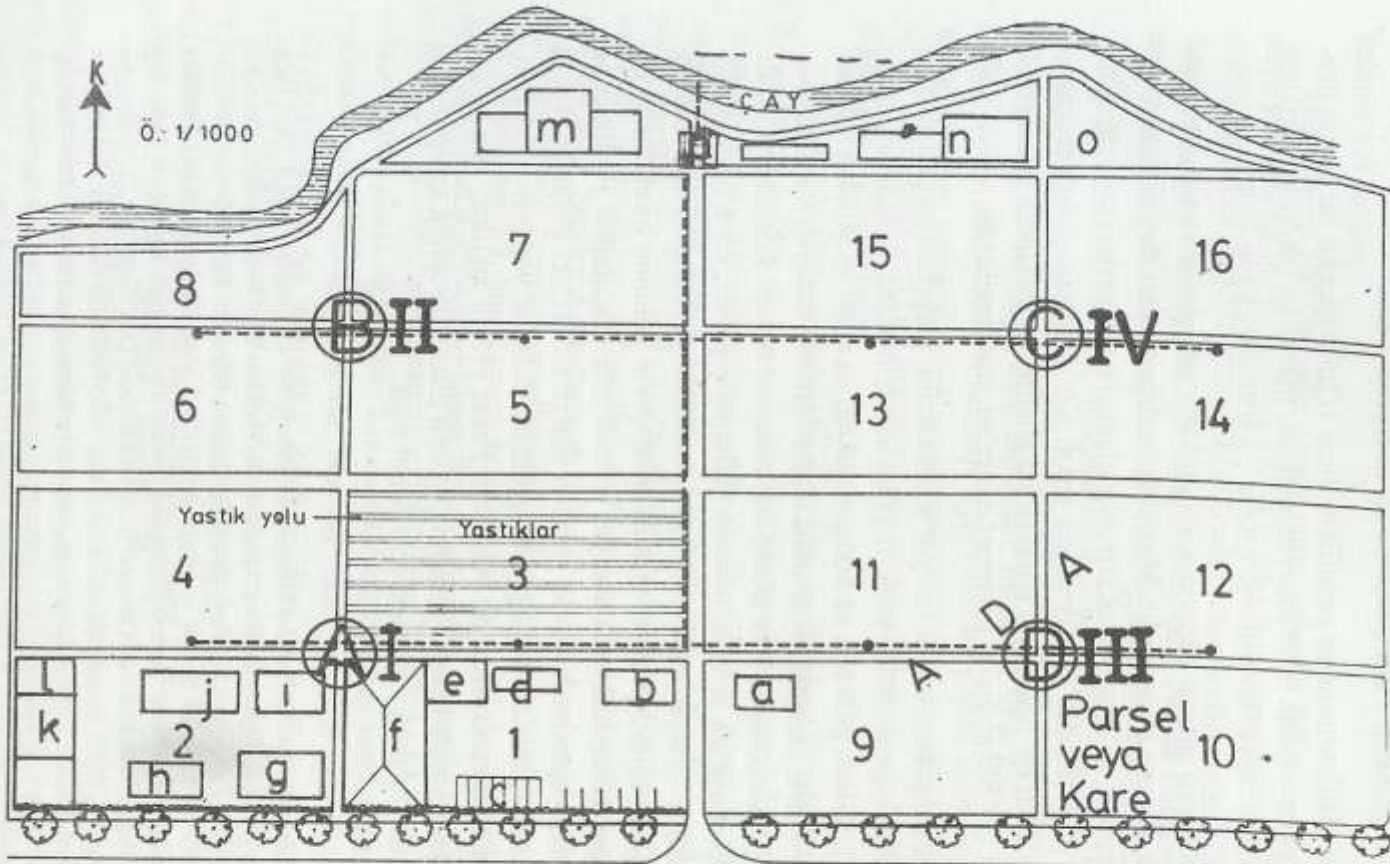 K
Ö.: 1/1000
ÇAY
m
n
o
7
15
16
8
B II
C IV
6
5
13
14
Yastık yolu
Yastıklar
4
3
11
A
12
D
A I
D III
A
l
j
i
e
d
b
a
k
2
f
1
9
Parsel
veya
Kare
10
h
g
c